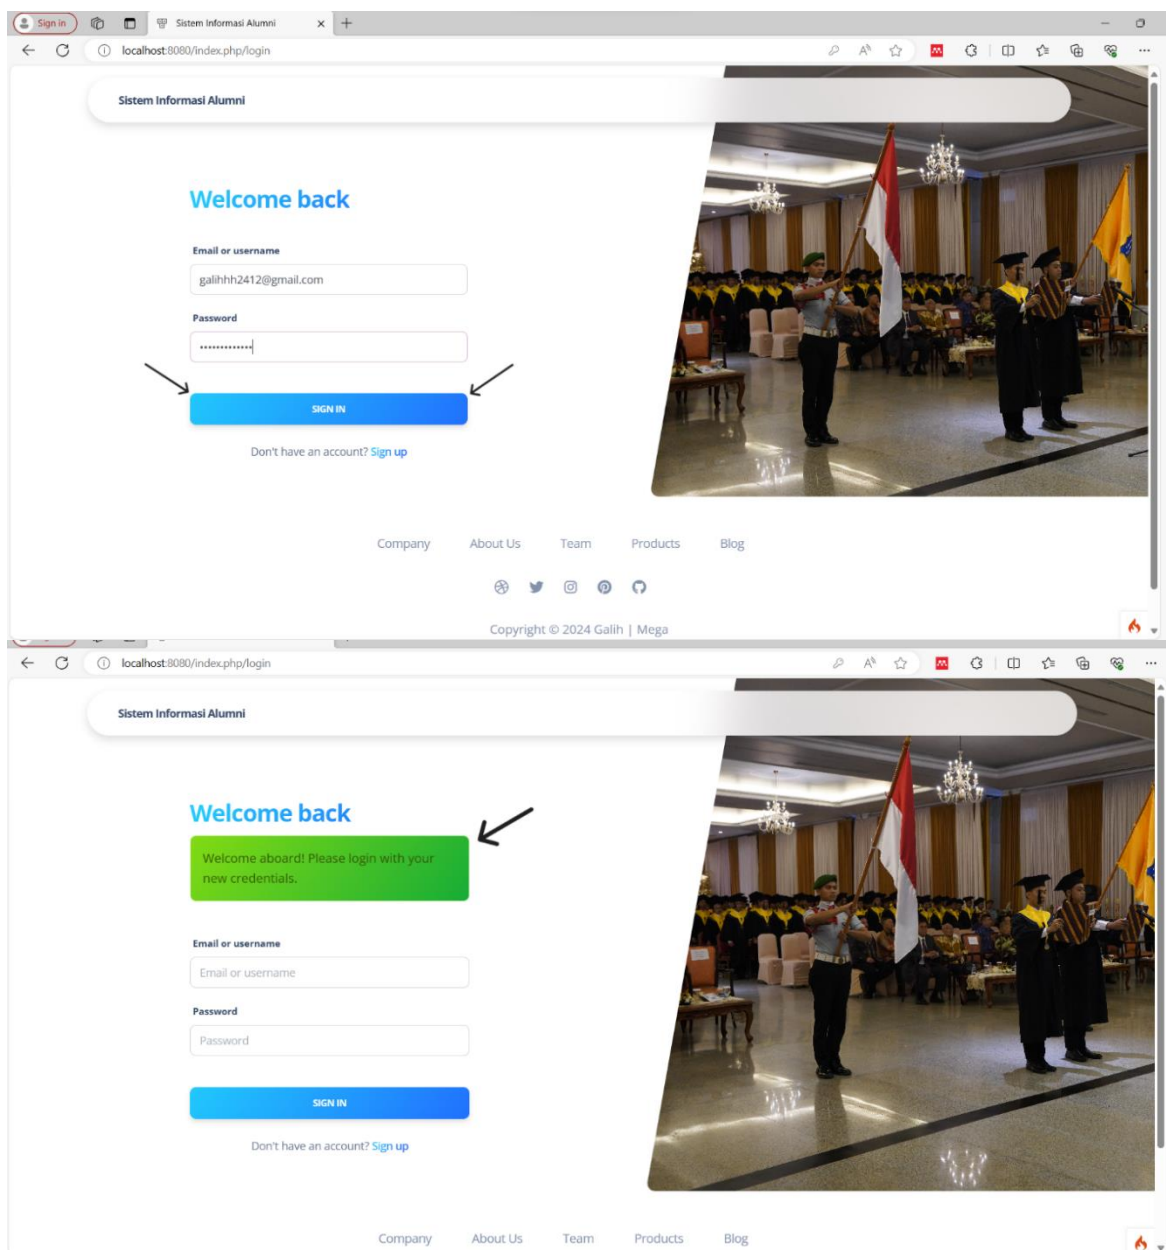 Sign in
Sistem Informasi Alumni
localhost:8080/index.php/login
Sistem Informasi Alumni
Welcome back
Email or username
galihhh2412@gmail.com
Password
SIGN IN
Don't have an account? Sign up
Company About Us Team Products Blog
Copyright © 2024 Galih | Mega
localhost:8080/index.php/login
Sistem Informasi Alumni
Welcome back
Welcome aboard! Please login with your
new credentials.
Email or username
Email or username
Password
Password
SIGN IN
Don't have an account? Sign up
Company About Us Team Products Blog